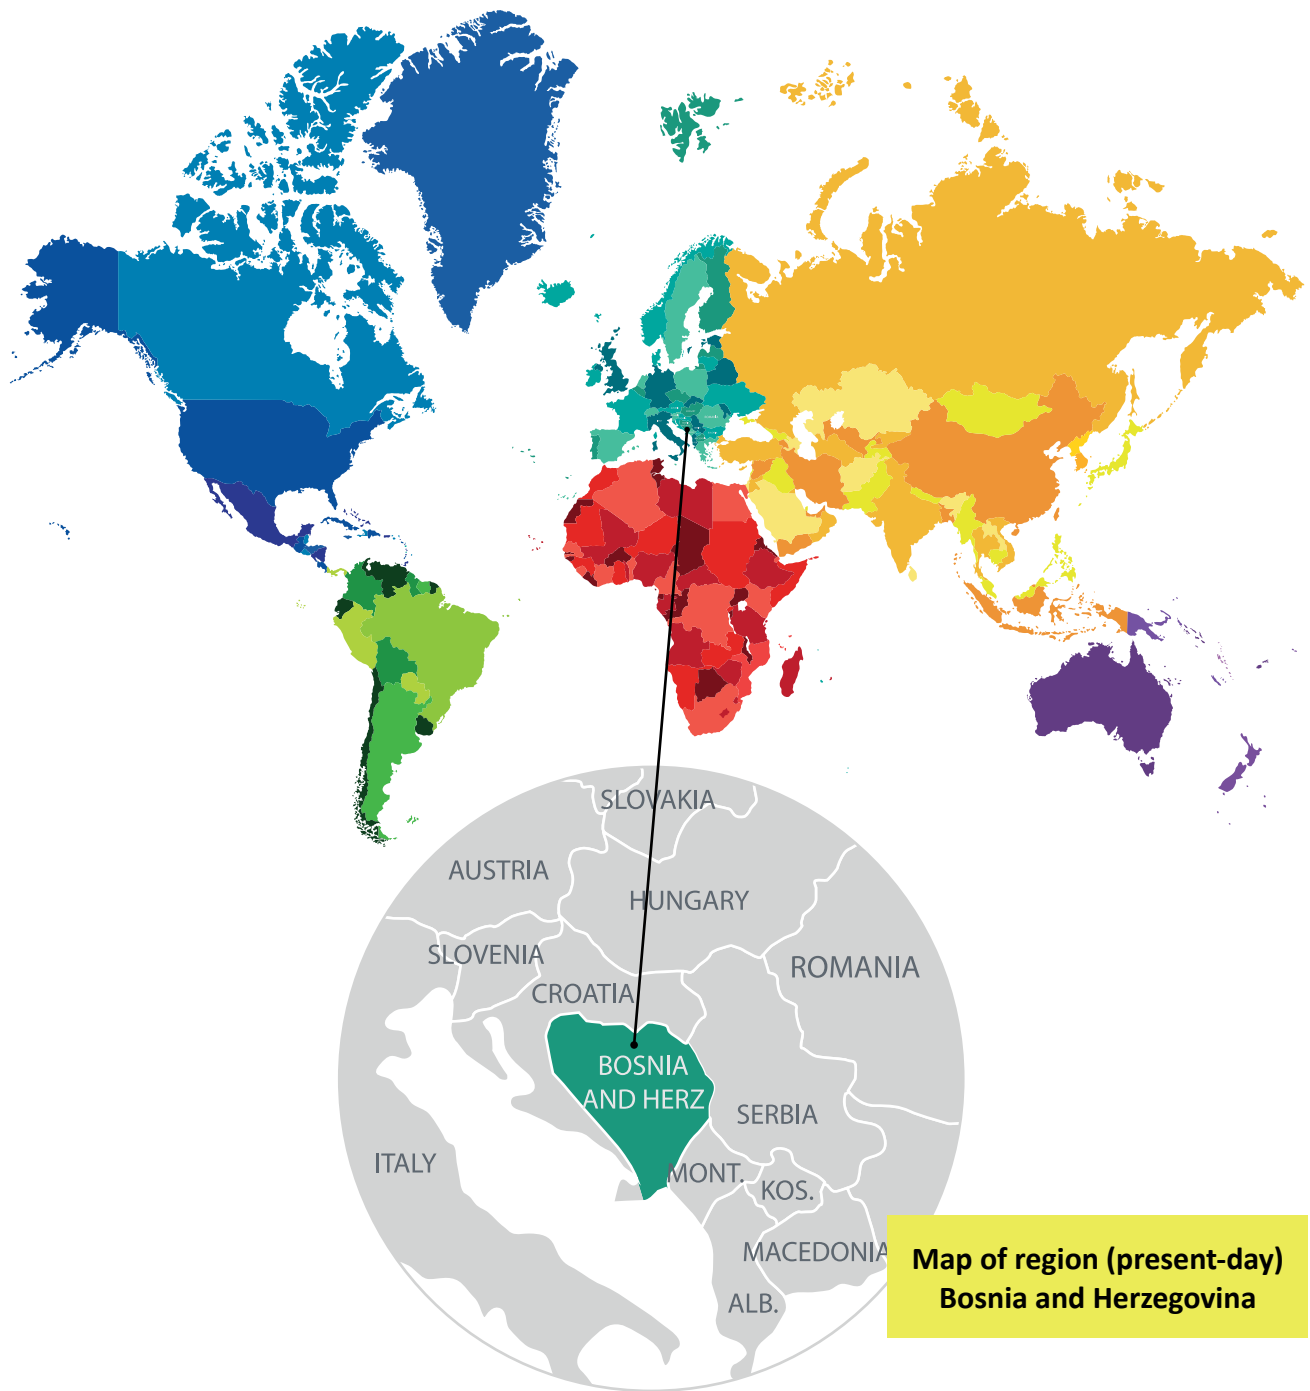 SLOVAKIA
AUSTRIA
HUNGARY
SLOVENIA
ROMANIA
CROATIA
BOSNIA
AND HERZ
SERBIA
ITALY
MONT.
KOS.
MACEDONIA
ALB.
Map of region (present-day)
Bosnia and Herzegovina